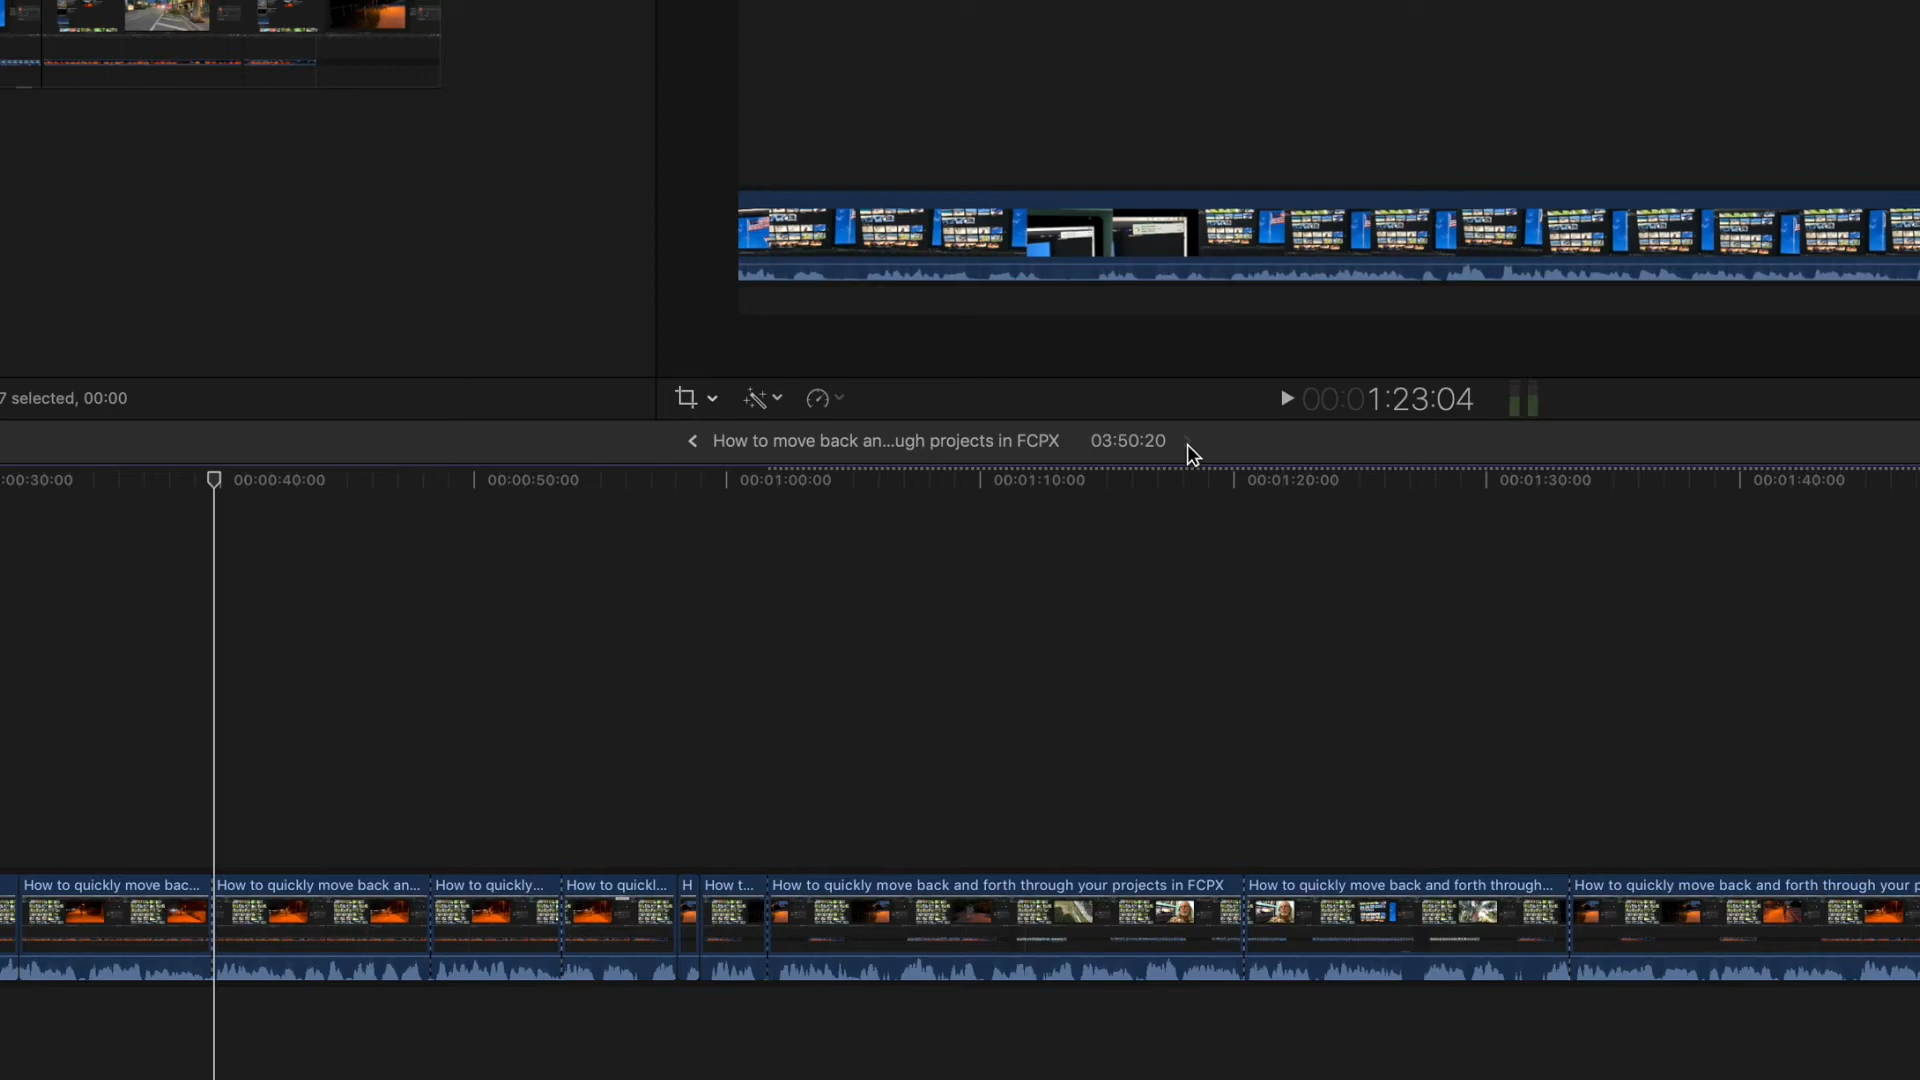 7 selected, 00:00
00:01:23:04
How to move back an...ugh projects in FCPX 03:50:20
:00:30:00 00:00:40:00 00:00:50:00 00:01:00:00 00:01:10:00 00:01:20:00 00:01:30:00 00:01:40:00
How to quickly move bac... How to quickly move back an... How to quickly... How to quickl... H How t... How to quickly move back and forth through your projects in FCPX How to quickly move back and forth through... How to quickly move back and forth through your p